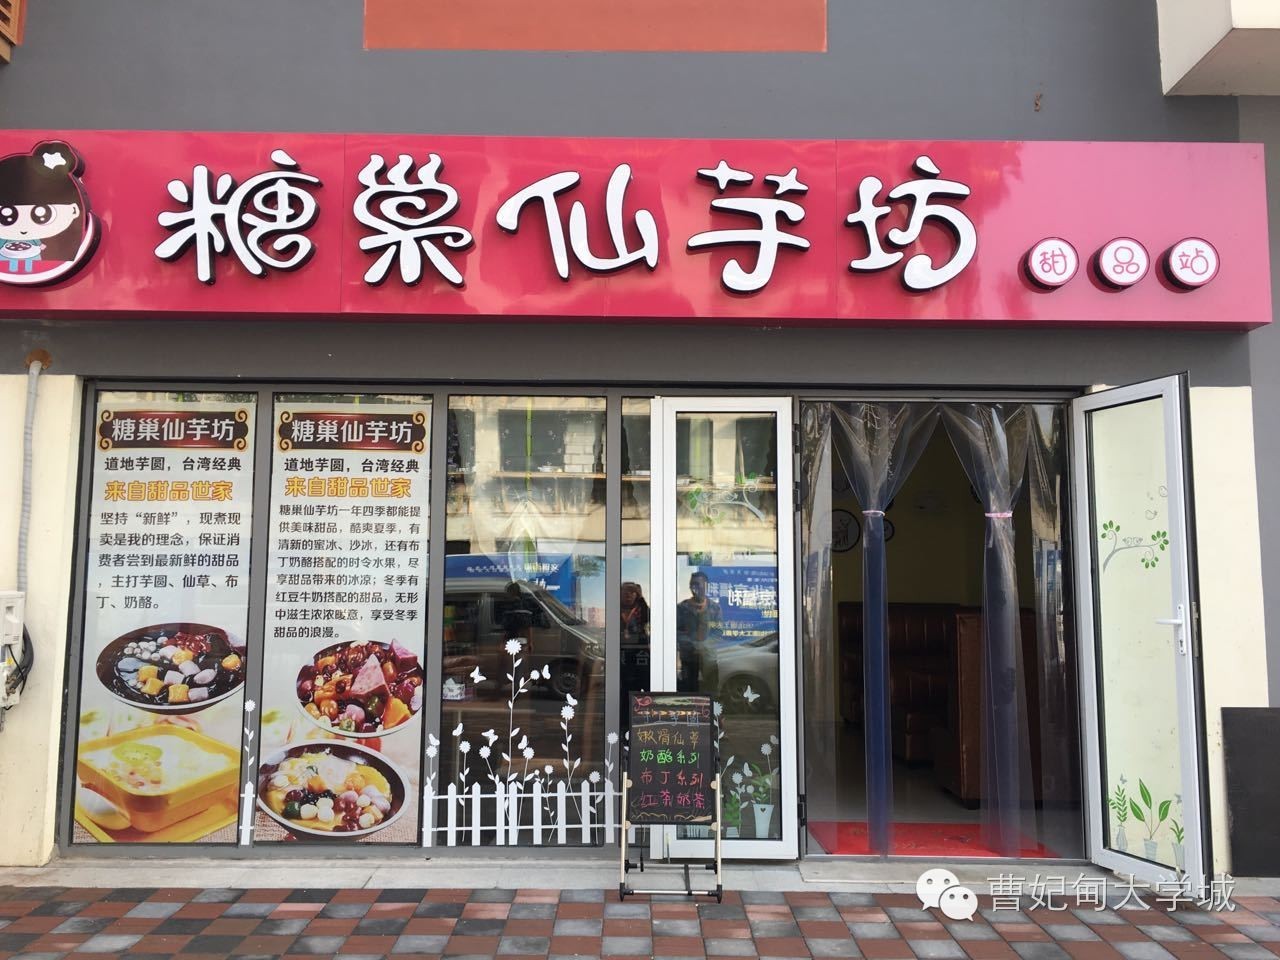 糖巢仙芋坊
甜品站
糖巢仙芋坊
道地芋圆，台湾经典
来自甜品世家
坚持“新鲜”，现煮现
卖是我的理念，保证消
费者尝到最新鲜的甜品
，主打芋圆、仙草、布
丁、奶酪。
糖巢仙芋坊
道地芋圆，台湾经典
来自甜品世家
糖巢仙芋坊一年四季都能提
供美味甜品，酷爽夏季，有
清新的蜜冰、沙冰，还有布
丁奶酪搭配的时令水果，尽
享甜品带来的冰凉；冬季有
红豆牛奶搭配的甜品，无形
中滋生浓浓暖意，享受冬季
甜品的浪漫。
嫩滑仙草
奶酪系列
布丁系列
红茶奶茶
曹妃甸大学城